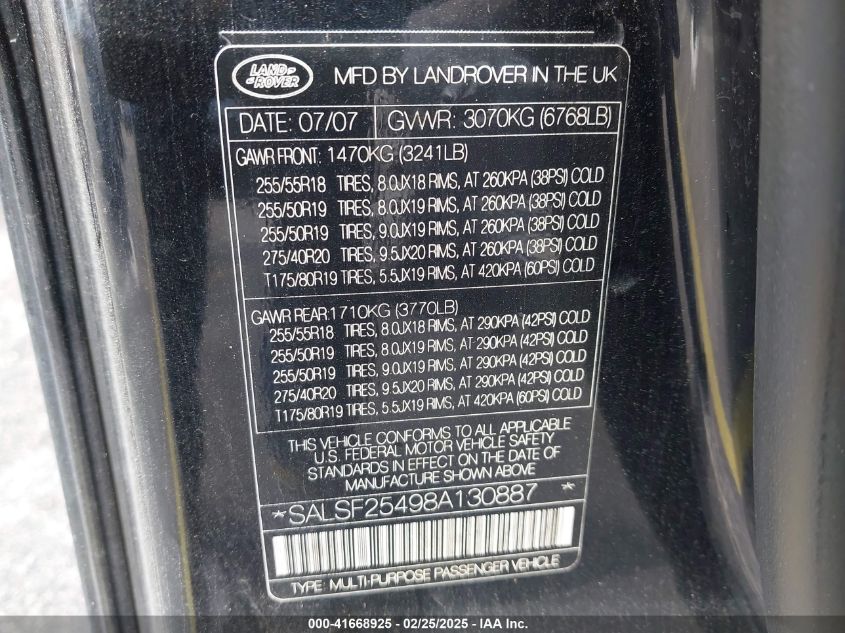 LAND ROVER
MFD BY LANDROVER IN THE UK
DATE: 07/07 GVWR: 3070KG (6768LB)
GAWR FRONT: 1470KG (3241LB)
255/55R18 TIRES, 8.0JX18 RIMS, AT 260KPA (38PSI) COLD
255/50R19 TIRES, 8.0JX19 RIMS, AT 260KPA (38PSI) COLD
255/50R19 TIRES, 9.0JX19 RIMS, AT 260KPA (38PSI) COLD
275/40R20 TIRES, 9.5JX20 RIMS, AT 260KPA (38PSI) COLD
T175/80R19 TIRES, 5.5JX19 RIMS, AT 420KPA (60PSI) COLD
GAWR REAR: 1710KG (3770LB)
255/55R18 TIRES, 8.0JX18 RIMS, AT 290KPA (42PSI) COLD
255/50R19 TIRES, 8.0JX19 RIMS, AT 290KPA (42PSI) COLD
255/50R19 TIRES, 9.0JX19 RIMS, AT 290KPA (42PSI) COLD
275/40R20 TIRES, 9.5JX20 RIMS, AT 290KPA (42PSI) COLD
T175/80R19 TIRES, 5.5JX19 RIMS, AT 420KPA (60PSI) COLD
THIS VEHICLE CONFORMS TO ALL APPLICABLE
U.S. FEDERAL MOTOR VEHICLE SAFETY
STANDARDS IN EFFECT ON THE DATE OF
MANUFACTURE SHOWN ABOVE
*SALSF25498A130887*
TYPE: MULTI-PURPOSE PASSENGER VEHICLE
000-41668925 - 02/25/2025 - IAAI - US - Inc.